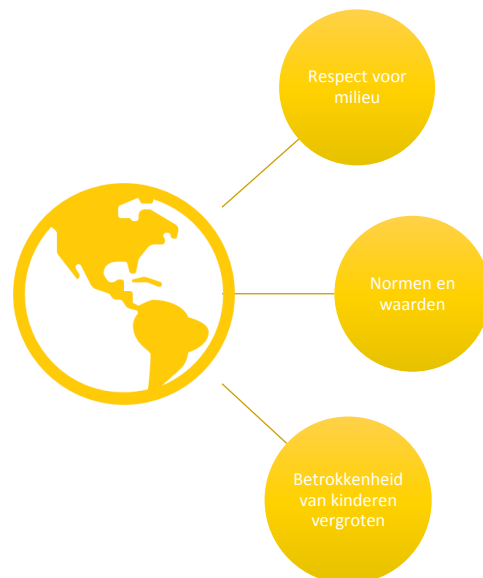 Respect voor
milieu
Normen en
waarden
Betrokkenheid
van kinderen
vergroten